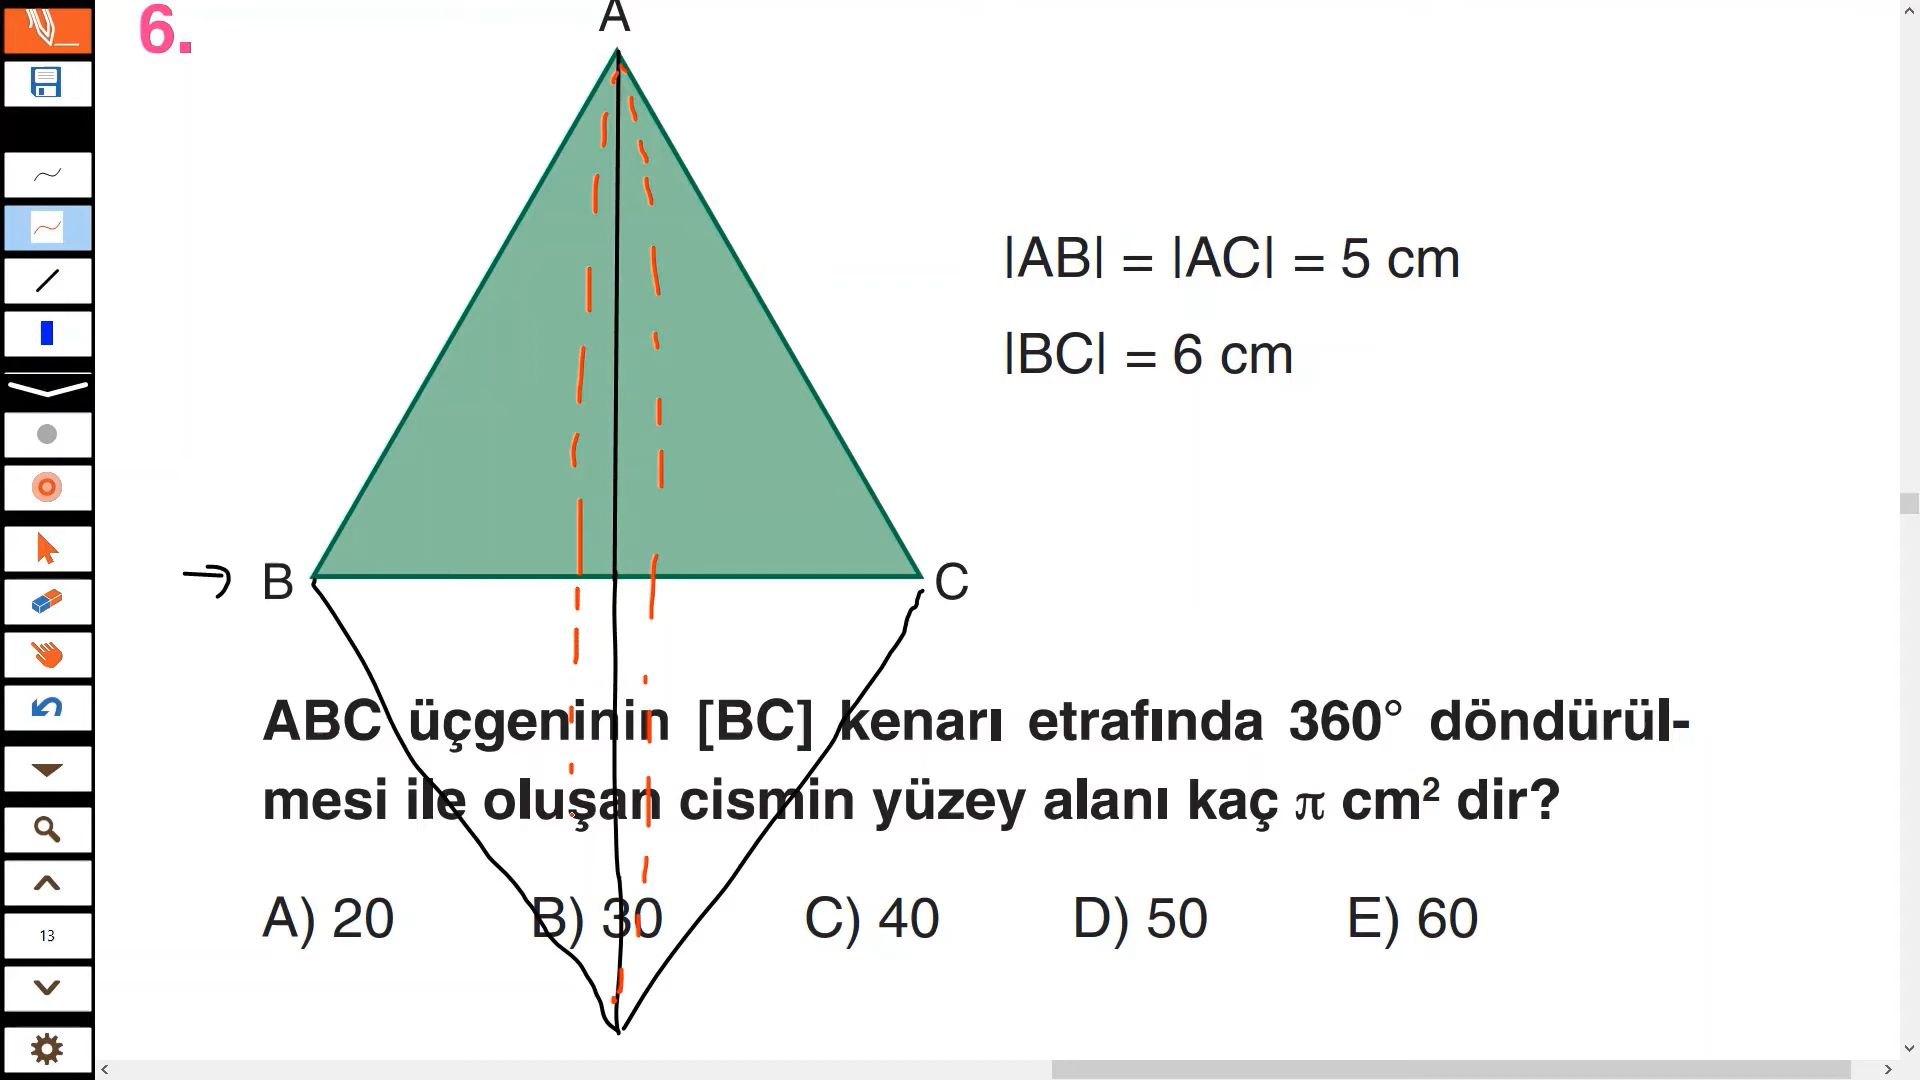 6.
A
|AB| = |AC| = 5 cm
|BC| = 6 cm
B
C
ABC üçgeninin [BC] kenarı etrafında 360° döndürül-
mesi ile oluşan cismin yüzey alanı kaç π cm² dir?
A) 20 B) 30 C) 40 D) 50 E) 60
13